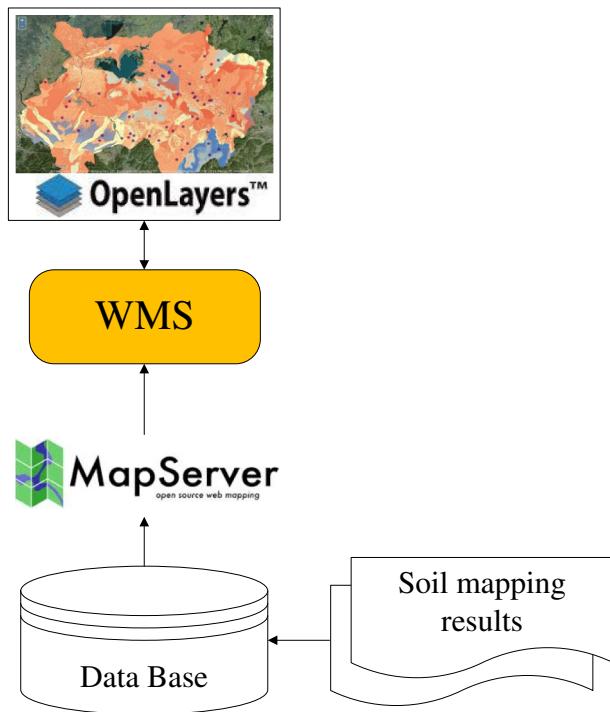 OpenLayers™
WMS
MapServer
open source web mapping
Soil mapping
results
Data Base